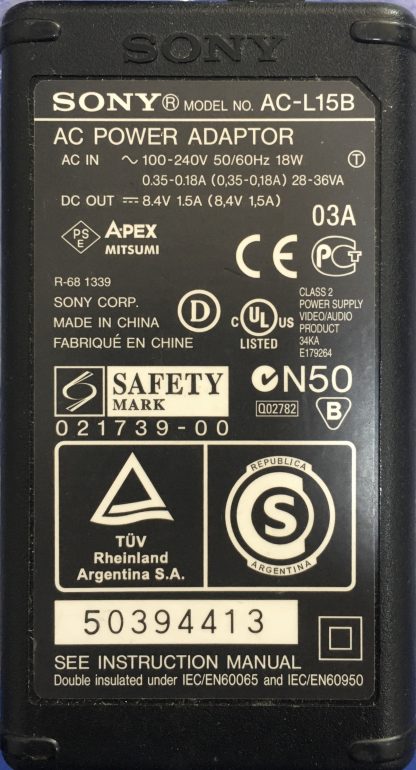 SONY
SONY® MODEL NO. AC-L15B
AC POWER ADAPTOR
AC IN ~ 100-240V 50/60Hz 18W T
0.35-0.18A (0,35-0,18A) 28-36VA
DC OUT ⎓ 8.4V 1.5A (8,4V 1,5A)
03A
PS E A-PEX
MITSUMI
CE PCT
R-68 1339
SONY CORP.
MADE IN CHINA
FABRIQUÉ EN CHINE
D
C UL US
LISTED
CLASS 2
POWER SUPPLY
VIDEO/AUDIO
PRODUCT
34KA
E179264
S SAFETY
MARK
021739-00
N50
Q02782 B
TÜV
Rheinland
Argentina S.A.
REPUBLICA
S
ARGENTINA
50394413
SEE INSTRUCTION MANUAL
Double insulated under IEC/EN60065 and IEC/EN60950